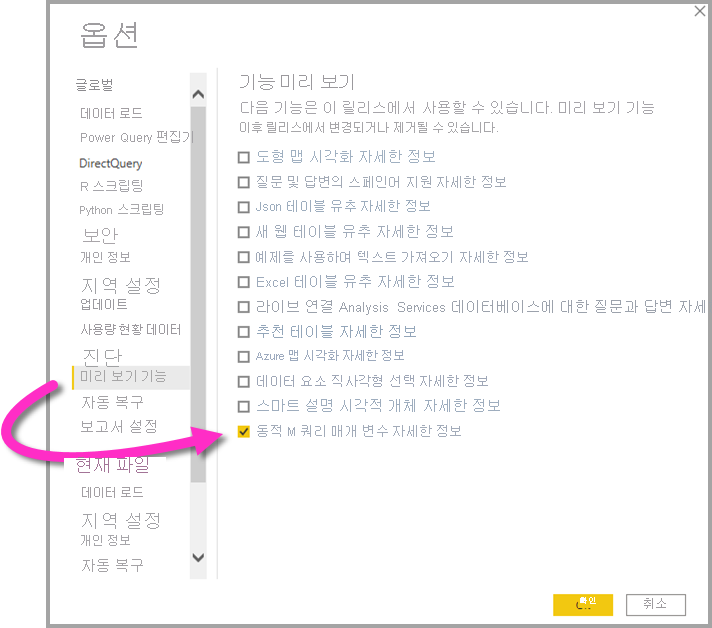 옵션
글로벌
데이터 로드
Power Query 편집기
DirectQuery
R 스크립팅
Python 스크립팅
보안
개인 정보
지역 설정
업데이트
사용량 현황 데이터
진단
미리 보기 기능
자동 복구
보고서 설정
현재 파일
데이터 로드
지역 설정
개인 정보
자동 복구
기능 미리 보기
다음 기능은 이 릴리스에서 사용할 수 있습니다. 미리 보기 기능
이후 릴리스에서 변경되거나 제거될 수 있습니다.
도형 맵 시각화 자세한 정보
질문 및 답변의 스페인어 지원 자세한 정보
Json 테이블 유추 자세한 정보
새 웹 테이블 유추 자세한 정보
예제를 사용하여 텍스트 가져오기 자세한 정보
Excel 테이블 유추 자세한 정보
라이브 연결 Analysis Services 데이터베이스에 대한 질문과 답변 자세
추천 테이블 자세한 정보
Azure 맵 시각화 자세한 정보
데이터 요소 직사각형 선택 자세한 정보
스마트 설명 시각적 개체 자세한 정보
동적 M 쿼리 매개 변수 자세한 정보
확인
취소